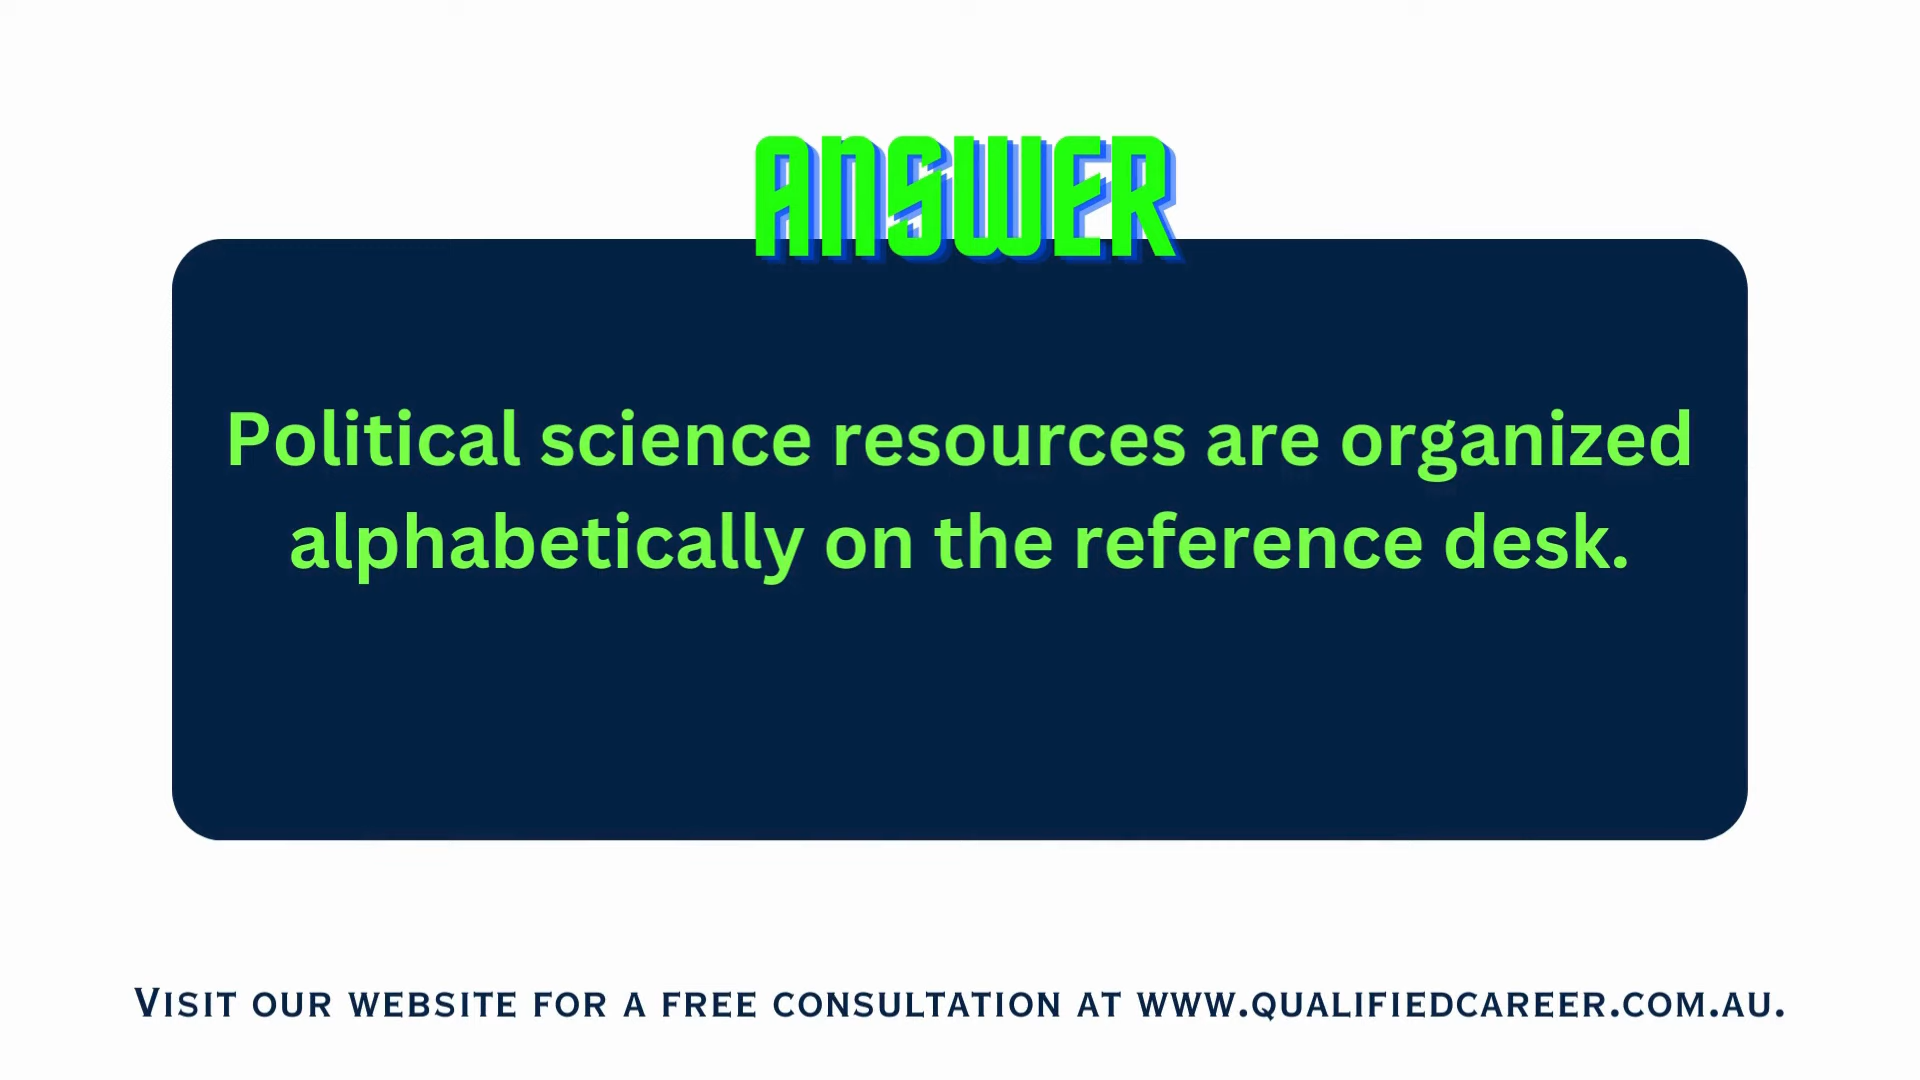 ANSWER
Political science resources are organized
alphabetically on the reference desk.
Visit our website for a free consultation at www.qualifiedcareer.com.au.